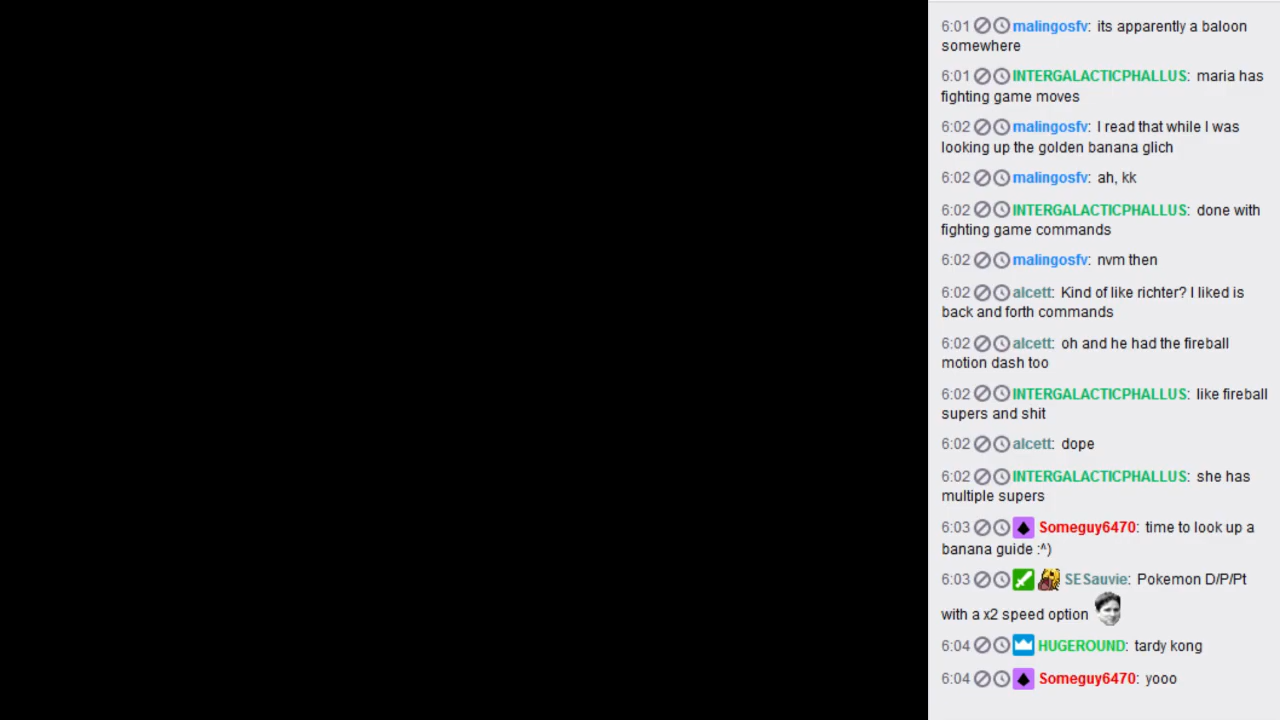 6:01 malingosfv: its apparently a baloon
somewhere
6:01 INTERGALACTICPHALLUS: maria has
fighting game moves
6:02 malingosfv: I read that while I was
looking up the golden banana glich
6:02 malingosfv: ah, kk
6:02 INTERGALACTICPHALLUS: done with
fighting game commands
6:02 malingosfv: nvm then
6:02 alcett: Kind of like richter? I liked is
back and forth commands
6:02 alcett: oh and he had the fireball
motion dash too
6:02 INTERGALACTICPHALLUS: like fireball
supers and shit
6:02 alcett: dope
6:02 INTERGALACTICPHALLUS: she has
multiple supers
6:03 Someguy6470: time to look up a
banana guide :^)
6:03 SESauvie: Pokemon D/P/Pt
with a x2 speed option
6:04 HUGEROUND: tardy kong
6:04 Someguy6470: yooo